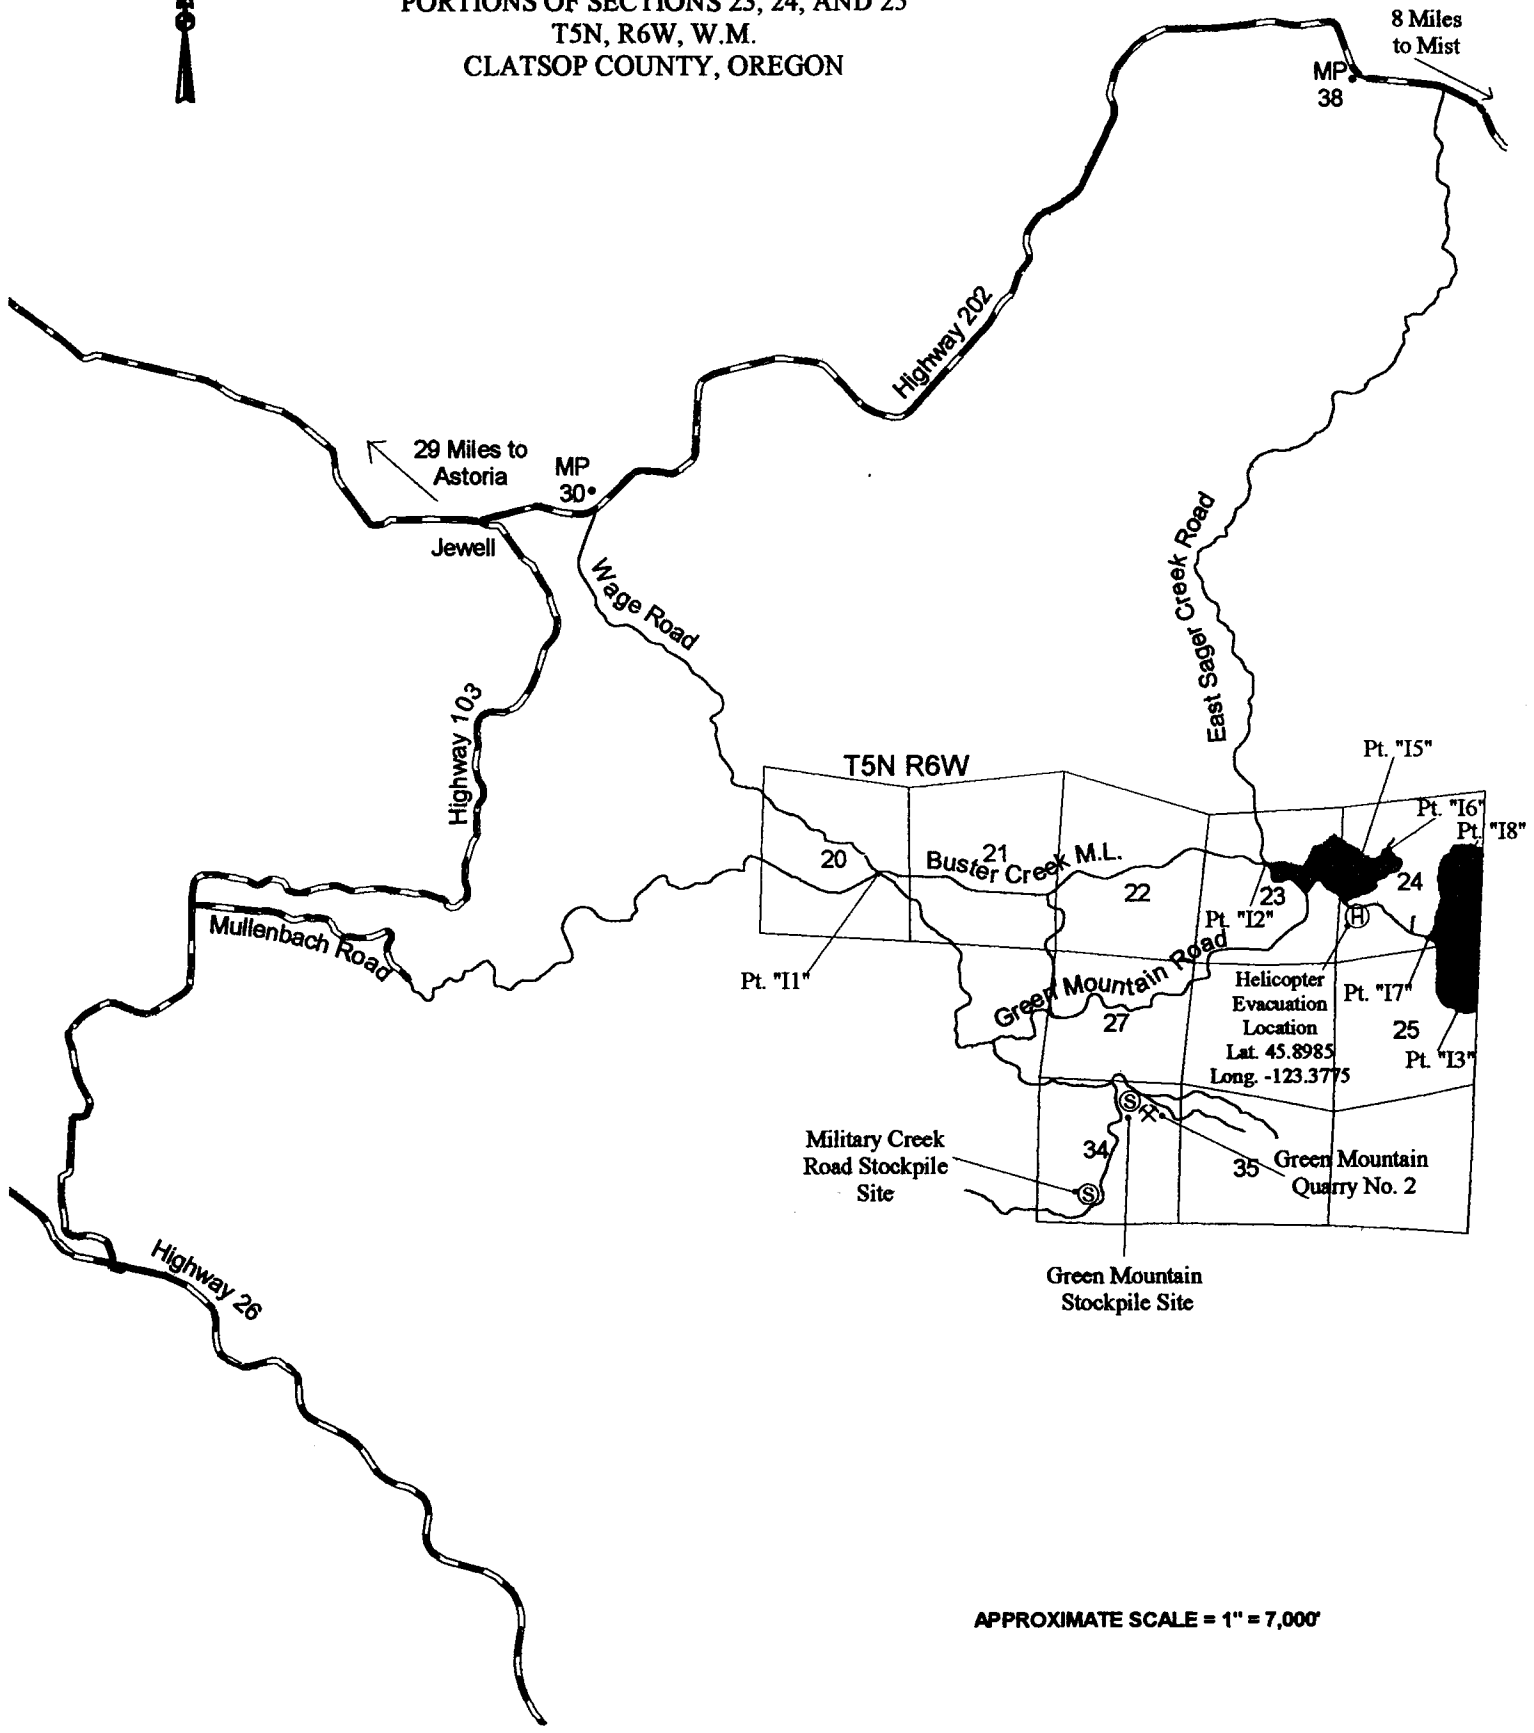 PORTIONS OF SECTIONS 23, 24, AND 25
T5N, R6W, W.M.
CLATSOP COUNTY, OREGON
8 Miles
to Mist
MP
38
Highway 202
29 Miles to
Astoria
MP
30
Jewell
Wage Road
East Sager Creek Road
Highway 103
Pt. "I5"
T5N R6W
Pt. "I6"
Pt. "I8"
20
21
Buster Creek M.L.
22
23
24
Pt. "I2"
H
Mullenbach Road
Pt. "I1"
Green Mountain Road
Helicopter
Evacuation
Location
Lat. 45.8985
Long. -123.3775
Pt. "I7"
27
25
Pt. "I3"
S
Military Creek
Road Stockpile
Site
34
35
Green Mountain
Quarry No. 2
S
Highway 26
Green Mountain
Stockpile Site
APPROXIMATE SCALE = 1" = 7,000'